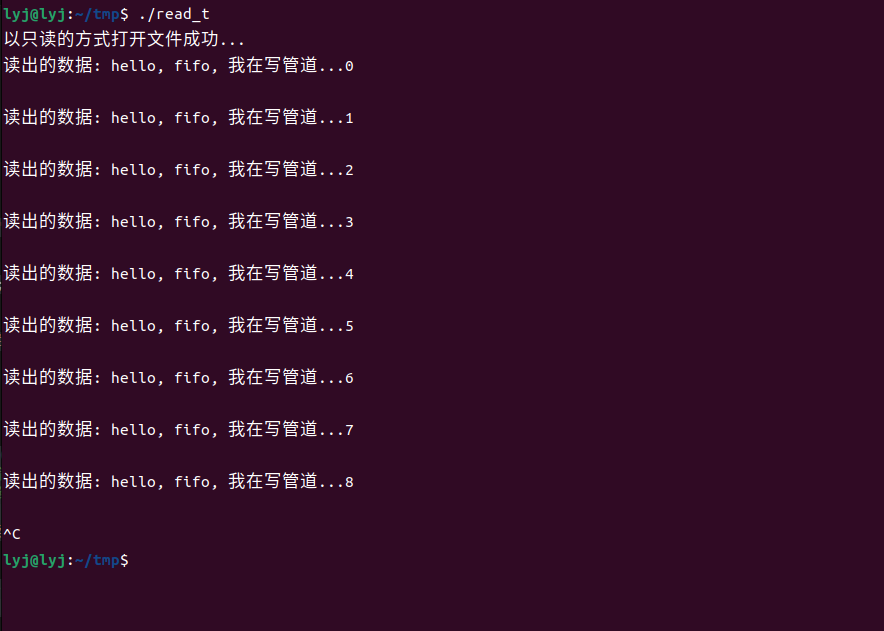 lyj@lyj:~/tmp$ ./read_t
以只读的方式打开文件成功...
读出的数据: hello, fifo, 我在写管道...0
读出的数据: hello, fifo, 我在写管道...1
读出的数据: hello, fifo, 我在写管道...2
读出的数据: hello, fifo, 我在写管道...3
读出的数据: hello, fifo, 我在写管道...4
读出的数据: hello, fifo, 我在写管道...5
读出的数据: hello, fifo, 我在写管道...6
读出的数据: hello, fifo, 我在写管道...7
读出的数据: hello, fifo, 我在写管道...8
^C
lyj@lyj:~/tmp$